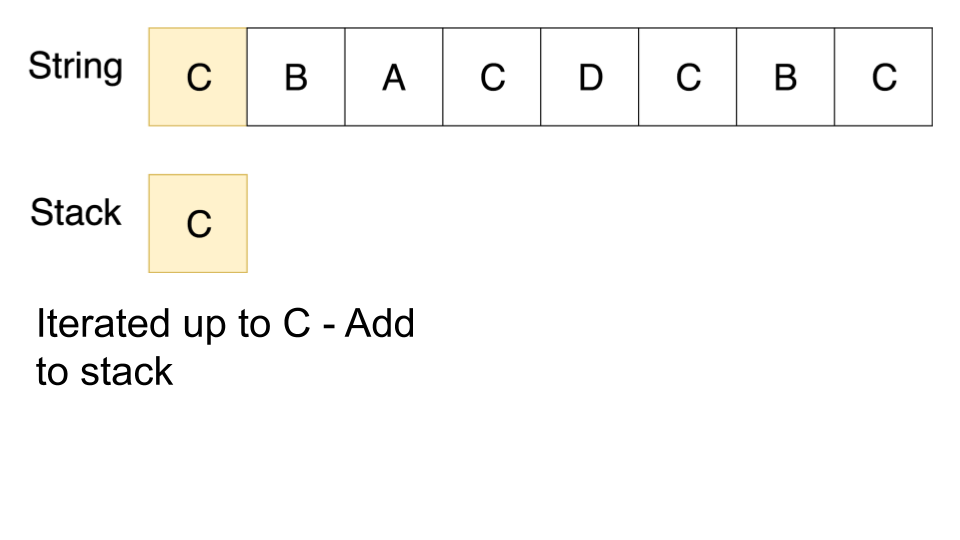 String C B A C D C B C
Stack C
Iterated up to C - Add
to stack